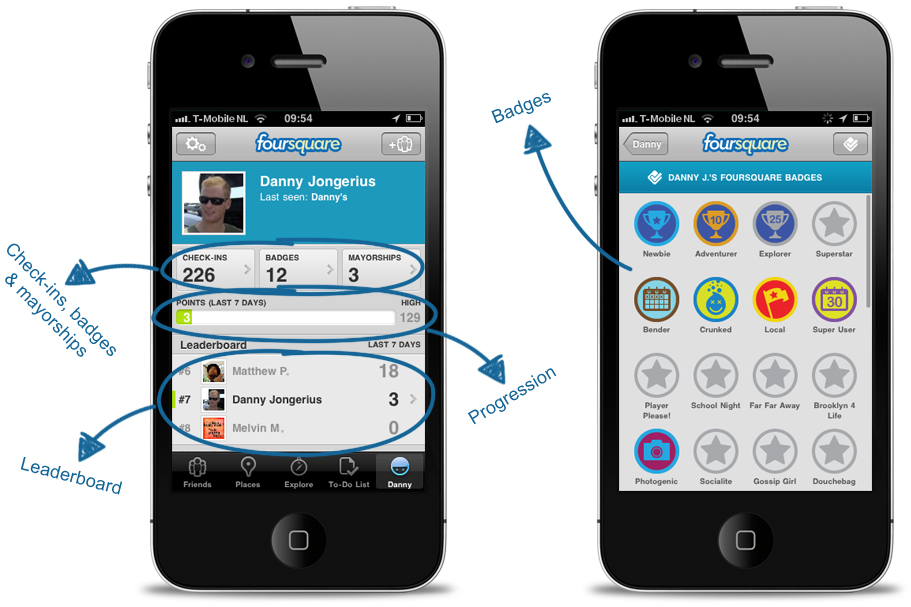 T-Mobile NL 09:54
foursquare
Danny Jongerius
Last seen: Danny's
CHECK-INS
226
BADGES
12
MAYORSHIPS
3
POINTS (LAST 7 DAYS) HIGH
3 129
Leaderboard LAST 7 DAYS
#6 Matthew P. 18
#7 Danny Jongerius 3
#8 Melvin M. 0
Friends Places Explore To-Do List Danny
Check-ins, badges
& mayorships
Leaderboard
Progression
Badges
T-Mobile NL 09:54
Danny foursquare
DANNY J.'S FOURSQUARE BADGES
10 25
Newbie Adventurer Explorer Superstar
30
Bender Crunked Local Super User
Player School Night Far Far Away Brooklyn 4
Please! Life
Photogenic Socialite Gossip Girl Douchebag